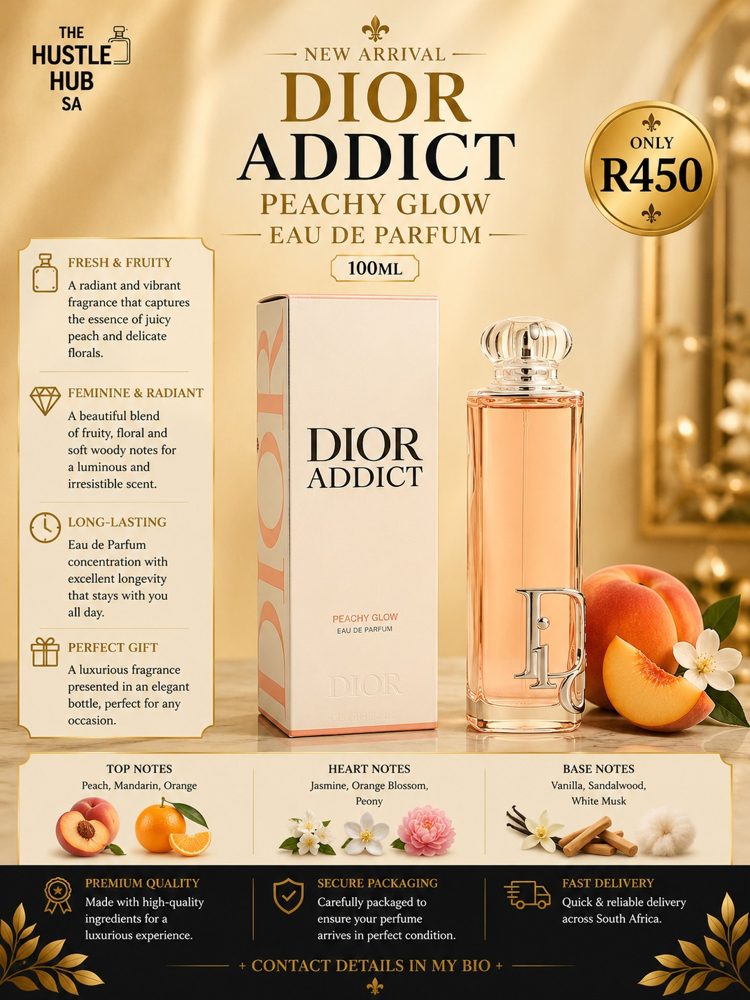 THE
HUSTLE
HUB
SA
NEW ARRIVAL
DIOR
ADDICT
PEACHY GLOW
EAU DE PARFUM
100ML
ONLY
R450
FRESH & FRUITY
A radiant and vibrant
fragrance that captures
the essence of juicy
peach and delicate
florals.
FEMININE & RADIANT
A beautiful blend
of fruity, floral and
soft woody notes for
a luminous and
irresistible scent.
LONG-LASTING
Eau de Parfum
concentration with
excellent longevity
that stays with you
all day.
PERFECT GIFT
A luxurious fragrance
presented in an elegant
bottle, perfect for any
occasion.
DIOR
DIOR
ADDICT
PEACHY GLOW
EAU DE PARFUM
DIOR
TOP NOTES
Peach, Mandarin, Orange
HEART NOTES
Jasmine, Orange Blossom,
Peony
BASE NOTES
Vanilla, Sandalwood,
White Musk
PREMIUM QUALITY
Made with high-quality
ingredients for a
luxurious experience.
SECURE PACKAGING
Carefully packaged to
ensure your perfume
arrives in perfect condition.
FAST DELIVERY
Quick & reliable delivery
across South Africa.
+ CONTACT DETAILS IN MY BIO +